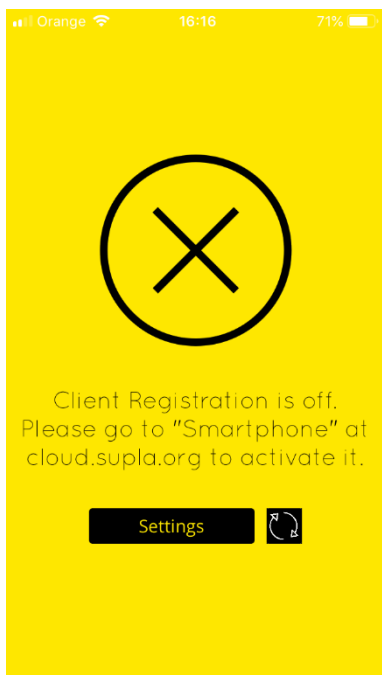 Orange 16:16 71%
Client Registration is off.
Please go to "Smartphone" at
cloud.supla.org to activate it.
Settings